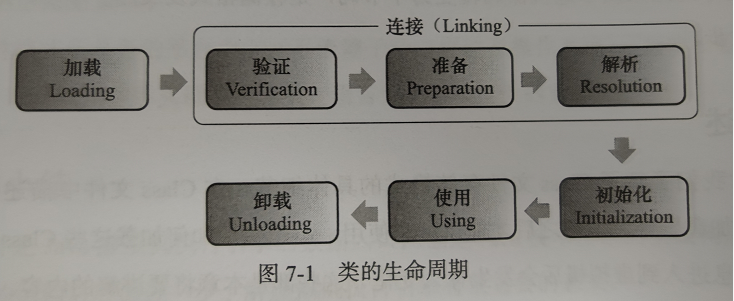 连接（Linking）
加载
Loading
验证
Verification
准备
Preparation
解析
Resolution
初始化
Initialization
使用
Using
卸载
Unloading
图 7-1 类的生命周期